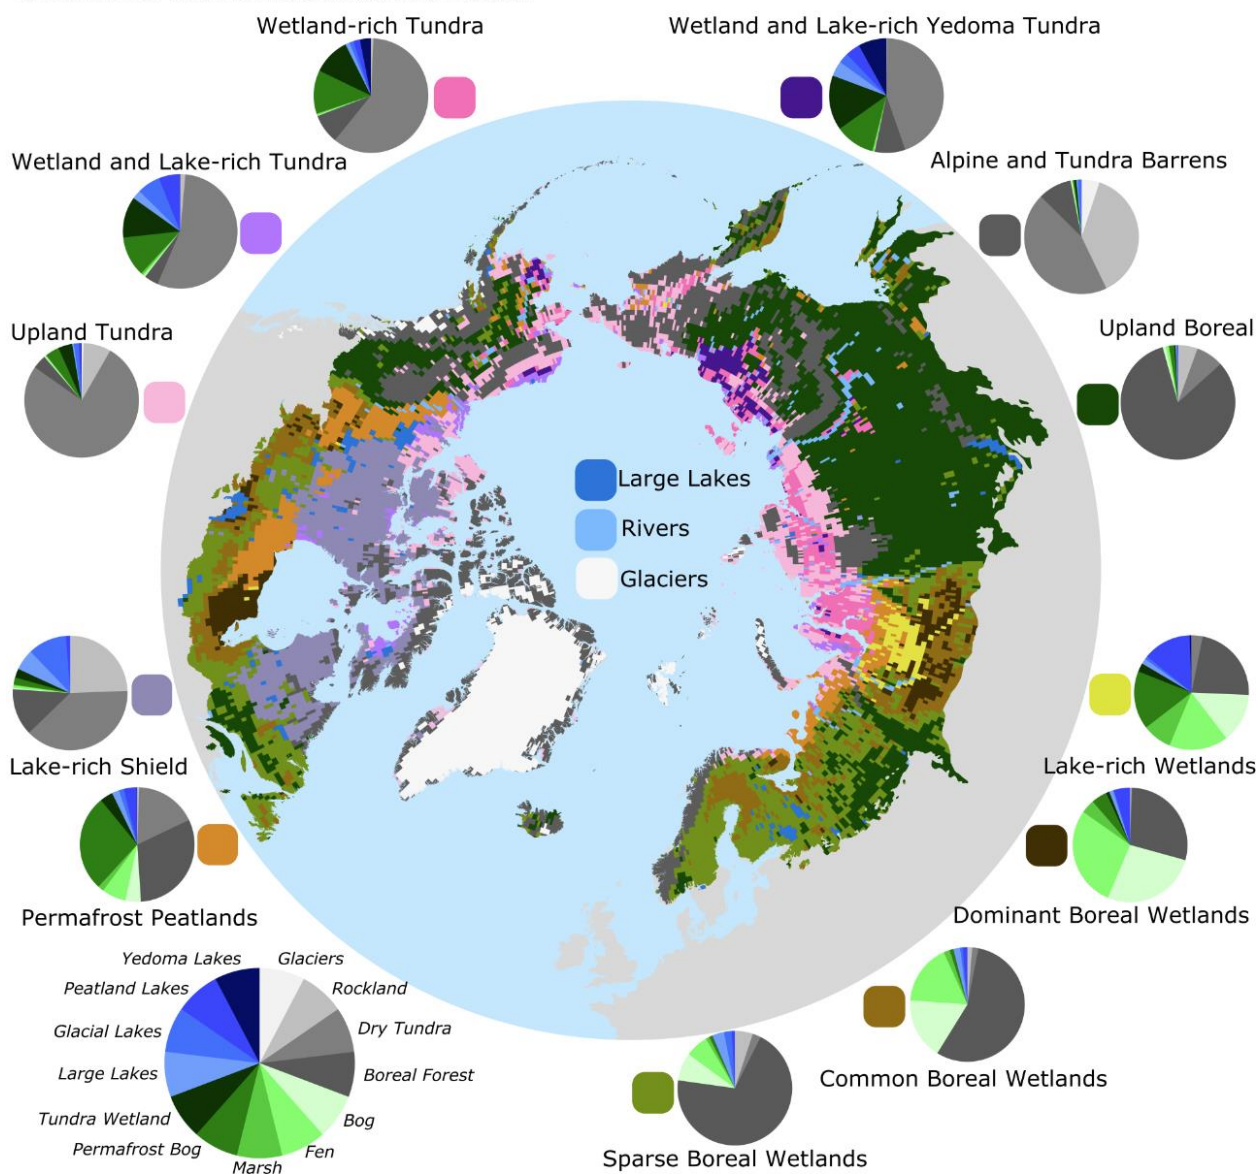 Wetland-rich Tundra
Wetland and Lake-rich Yedoma Tundra
Wetland and Lake-rich Tundra
Alpine and Tundra Barrens
Upland Tundra
Upland Boreal
Large Lakes
Rivers
Glaciers
Lake-rich Shield
Lake-rich Wetlands
Permafrost Peatlands
Dominant Boreal Wetlands
Common Boreal Wetlands
Sparse Boreal Wetlands
Yedoma Lakes
Glaciers
Peatland Lakes
Rockland
Glacial Lakes
Dry Tundra
Large Lakes
Boreal Forest
Tundra Wetland
Bog
Permafrost Bog
Fen
Marsh